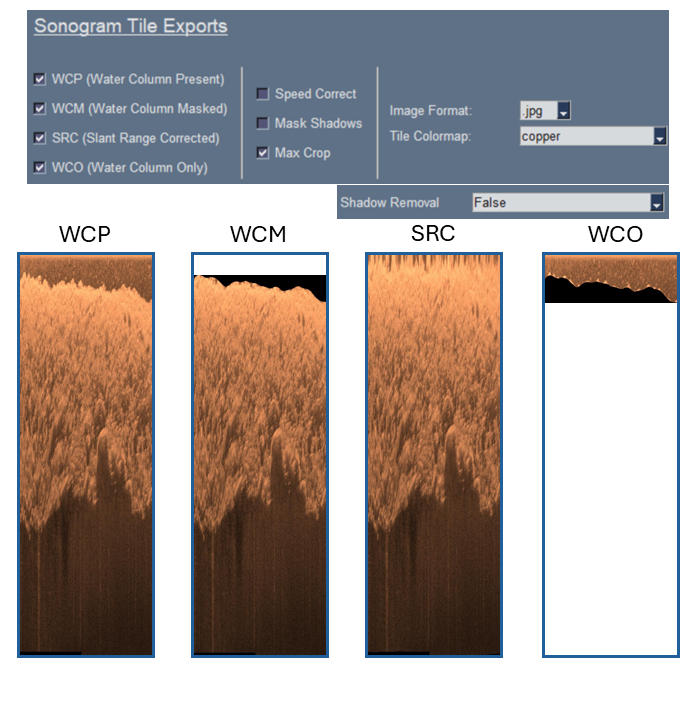 Sonogram Tile Exports
WCP (Water Column Present)
WCM (Water Column Masked)
SRC (Slant Range Corrected)
WCO (Water Column Only)
Speed Correct
Mask Shadows
Max Crop
Image Format: .jpg
Tile Colormap: copper
Shadow Removal False
WCP WCM SRC WCO